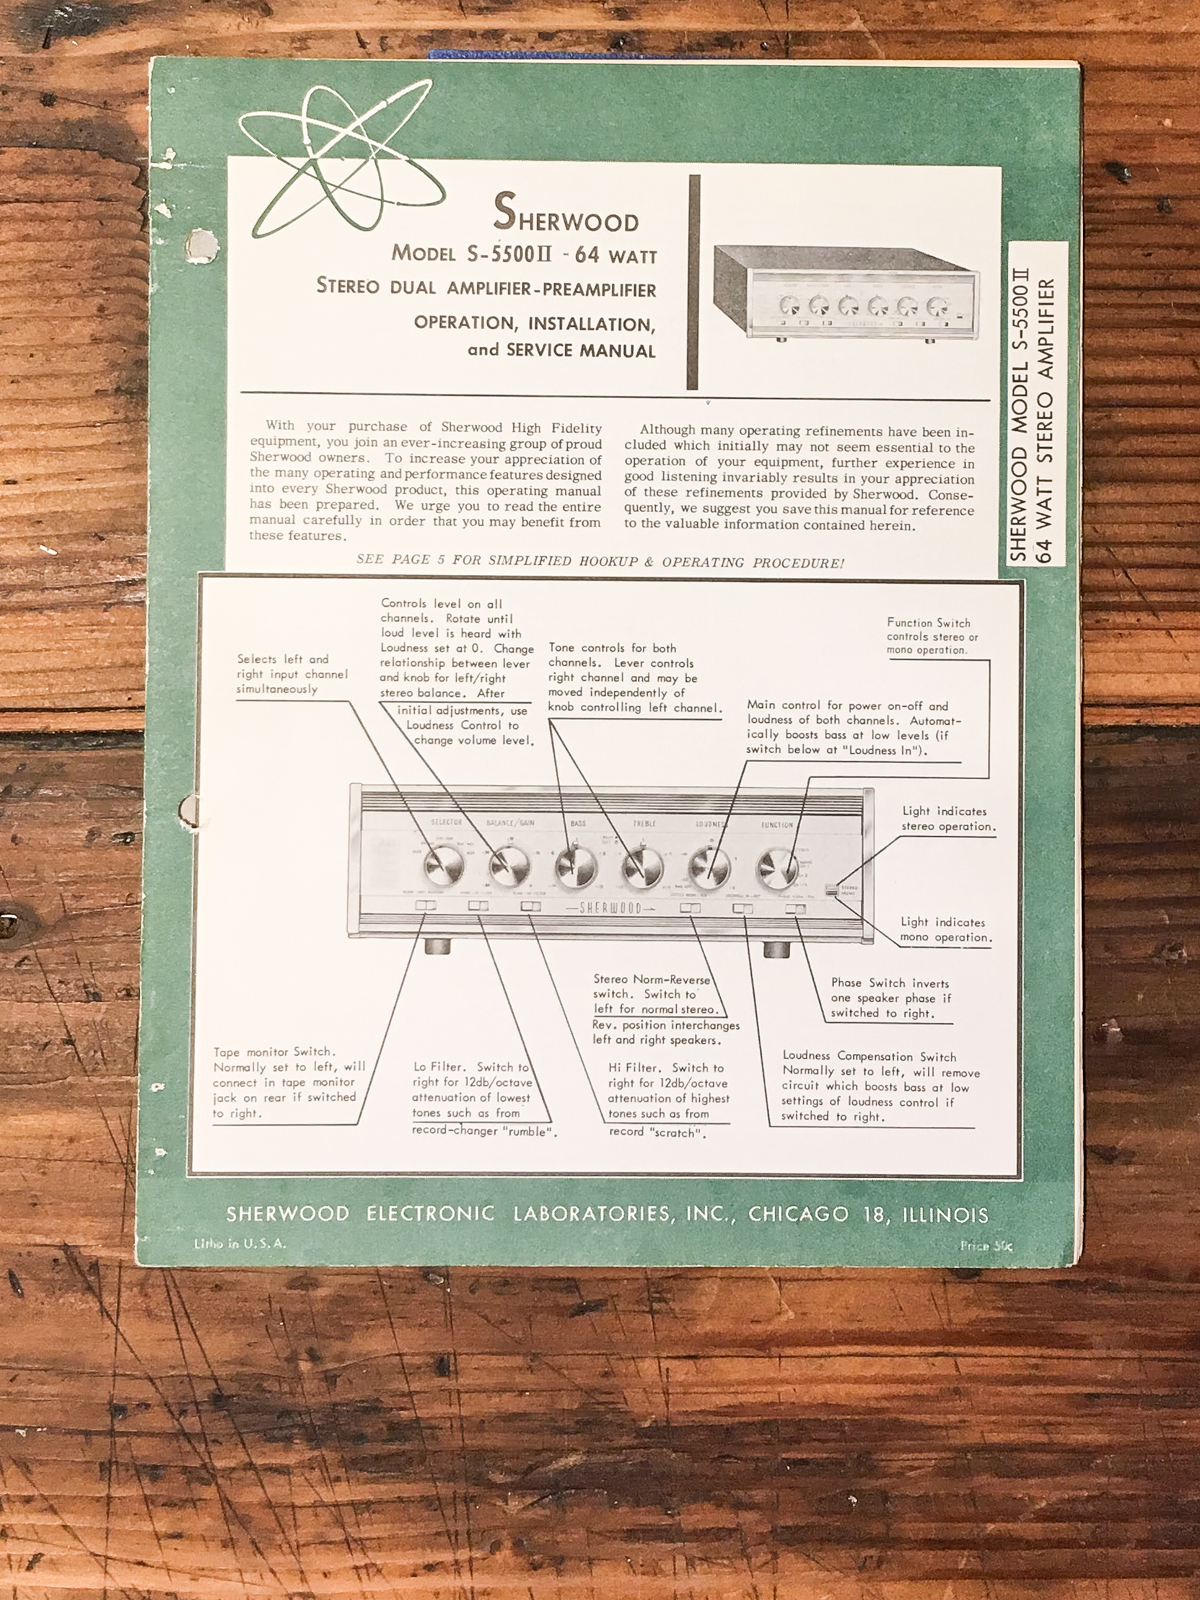 SHERWOOD
MODEL S-5500 II - 64 WATT
STEREO DUAL AMPLIFIER-PREAMPLIFIER
OPERATION, INSTALLATION,
and SERVICE MANUAL
SHERWOOD MODEL S-5500 II
64 WATT STEREO AMPLIFIER
With your purchase of Sherwood High Fidelity
equipment, you join an ever-increasing group of proud
Sherwood owners. To increase your appreciation of
the many operating and performance features designed
into every Sherwood product, this operating manual
has been prepared. We urge you to read the entire
manual carefully in order that you may benefit from
these features.
Although many operating refinements have been in-
cluded which initially may not seem essential to the
operation of your equipment, further experience in
good listening invariably results in your appreciation
of these refinements provided by Sherwood. Conse-
quently, we suggest you save this manual for reference
to the valuable information contained herein.
SEE PAGE 5 FOR SIMPLIFIED HOOKUP & OPERATING PROCEDURE!
Selects left and
right input channel
simultaneously
Controls level on all
channels. Rotate until
loud level is heard with
Loudness set at 0. Change
relationship between lever
and knob for left/right
stereo balance. After
initial adjustments, use
Loudness Control to
change volume level.
Tone controls for both
channels. Lever controls
right channel and may be
moved independently of
knob controlling left channel.
Main control for power on-off and
loudness of both channels. Automat-
ically boosts bass at low levels (if
switch below at "Loudness In").
Function Switch
controls stereo or
mono operation.
Light indicates
stereo operation.
SELECTOR BALANCE/GAIN BASS TREBLE LOUDNESS FUNCTION
STEREO
MONO
SHERWOOD
Light indicates
mono operation.
Tape monitor Switch.
Normally set to left, will
connect in tape monitor
jack on rear if switched
to right.
Lo Filter. Switch to
right for 12db/octave
attenuation of lowest
tones such as from
record-changer "rumble".
Hi Filter. Switch to
right for 12db/octave
attenuation of highest
tones such as from
record "scratch".
Stereo Norm-Reverse
switch. Switch to
left for normal stereo.
Rev. position interchanges
left and right speakers.
Phase Switch inverts
one speaker phase if
switched to right.
Loudness Compensation Switch
Normally set to left, will remove
circuit which boosts bass at low
settings of loudness control if
switched to right.
SHERWOOD ELECTRONIC LABORATORIES, INC., CHICAGO 18, ILLINOIS
Litho in U.S.A.
Price 50c